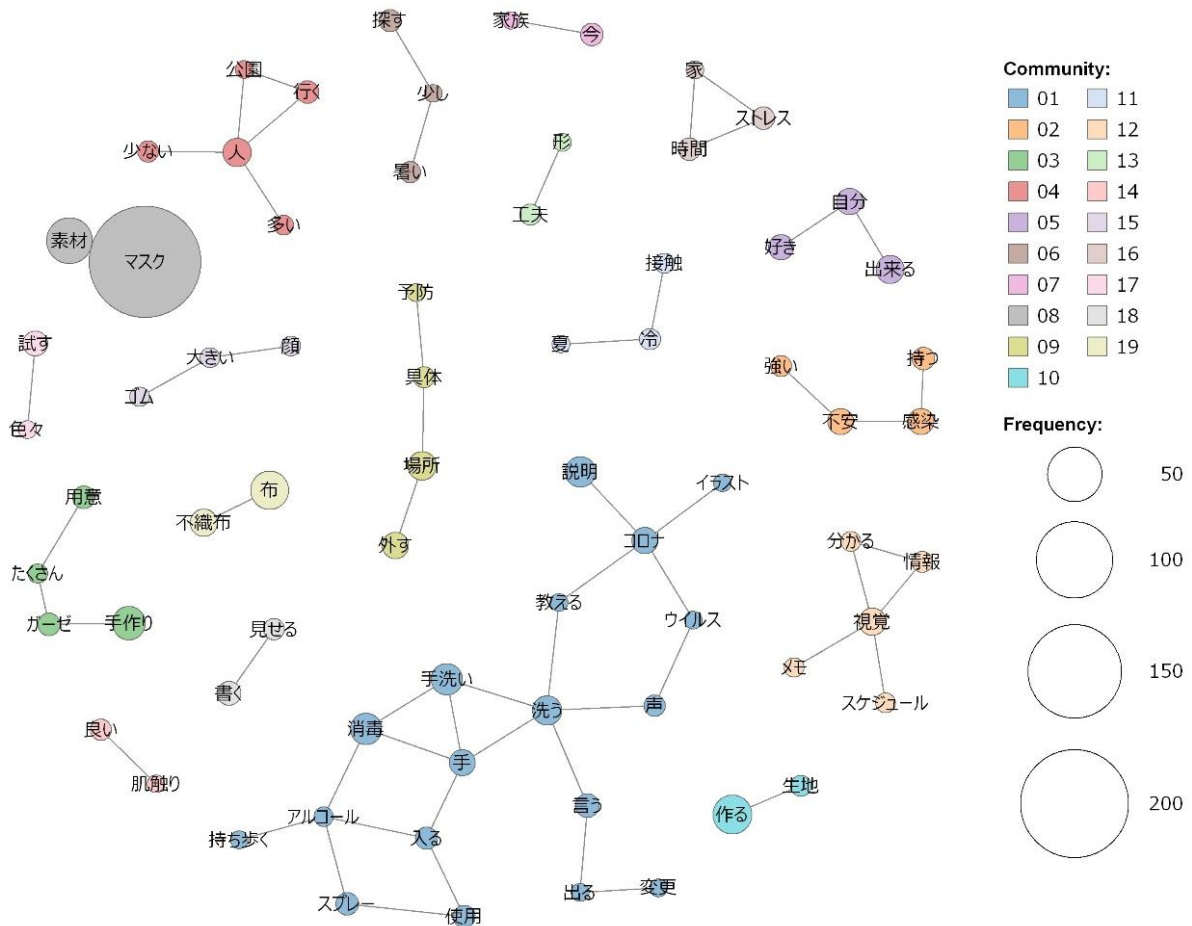 探す
家族
今
公園
行く
少し
家
ストレス
少ない
人
形
時間
暑い
工夫
多い
自分
素材
マスク
好き
出来る
接触
予防
夏
冷
試す
大きい
顔
ゴム
具体
強い
持つ
色々
不安
感染
場所
説明
イラスト
用意
布
不織布
外す
コロナ
分かる
情報
たくさん
ガーゼ
手作り
教える
ウイルス
視覚
見せる
メモ
書く
手洗い
スケジュール
消毒
洗う
声
良い
手
肌触り
生地
作る
アルコール
言う
持ち歩く
入る
スプレー
使用
出る
変更
Community:
01 11
02 12
03 13
04 14
05 15
06 16
07 17
08 18
09 19
10
Frequency:
50
100
150
200